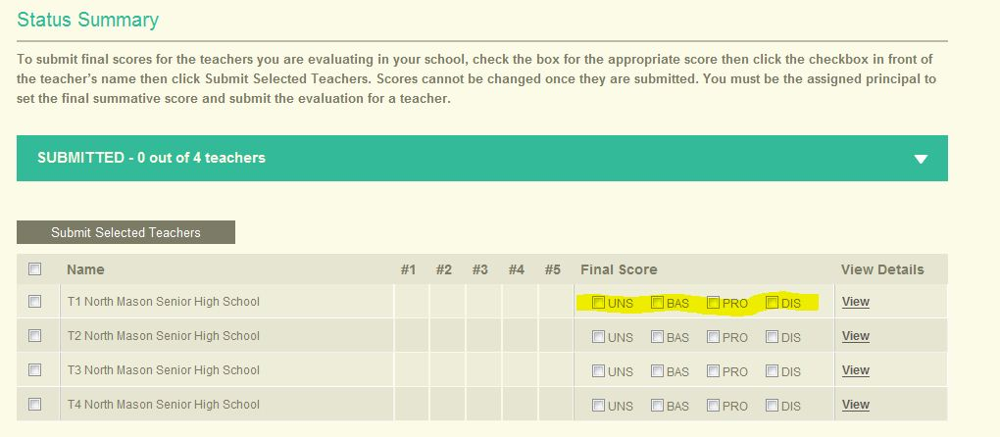 Status Summary
To submit final scores for the teachers you are evaluating in your school, check the box for the appropriate score then click the checkbox in front of
the teacher's name then click Submit Selected Teachers. Scores cannot be changed once they are submitted. You must be the assigned principal to
set the final summative score and submit the evaluation for a teacher.
SUBMITTED - 0 out of 4 teachers
Submit Selected Teachers
Name #1 #2 #3 #4 #5 Final Score View Details
T1 North Mason Senior High School UNS BAS PRO DIS View
T2 North Mason Senior High School UNS BAS PRO DIS View
T3 North Mason Senior High School UNS BAS PRO DIS View
T4 North Mason Senior High School UNS BAS PRO DIS View